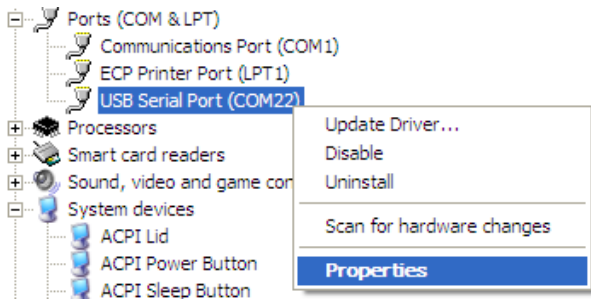 Ports (COM & LPT)
Communications Port (COM1)
ECP Printer Port (LPT1)
USB Serial Port (COM22)
Processors
Smart card readers
Sound, video and game con
System devices
ACPI Lid
ACPI Power Button
ACPI Sleep Button
Update Driver...
Disable
Uninstall
Scan for hardware changes
Properties